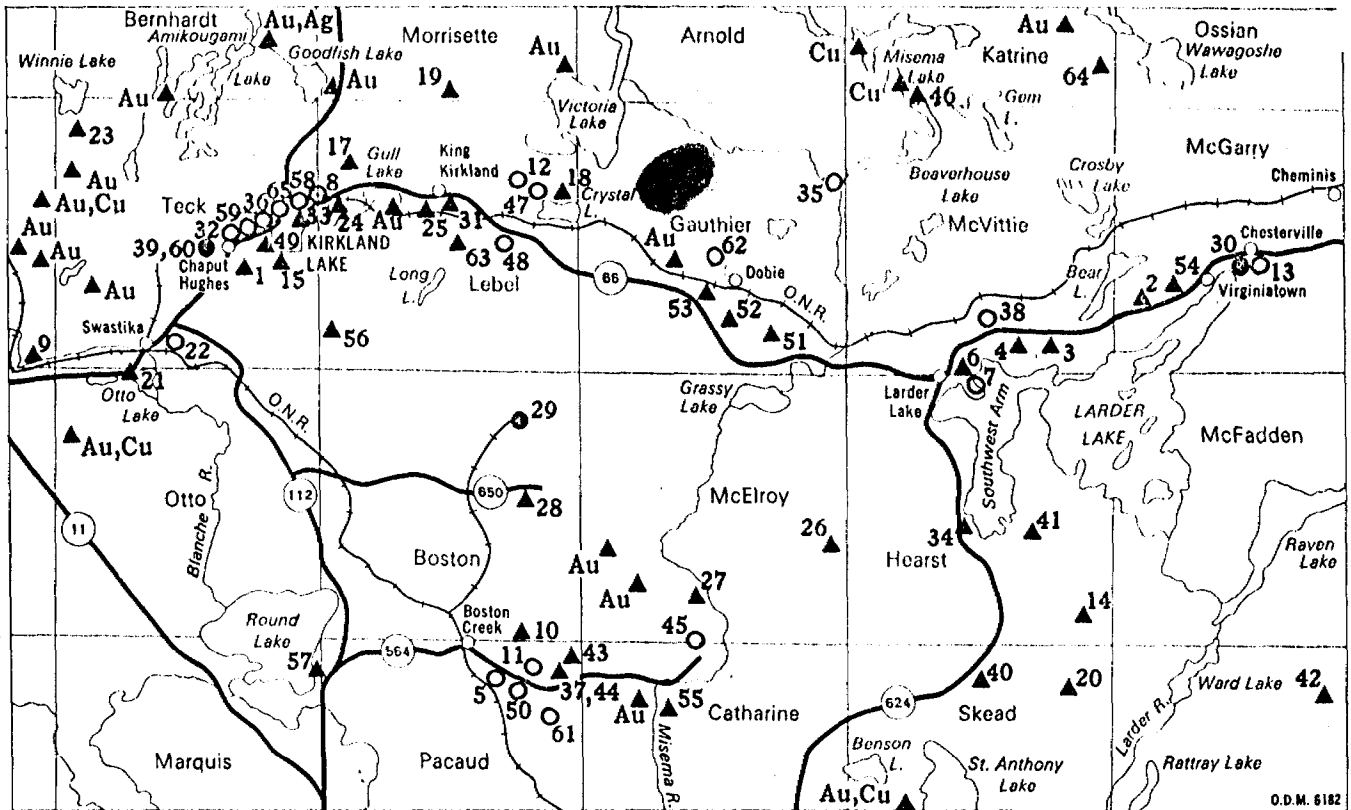 Bernhardt
Au,Ag
Morrisette
Arnold
Au
Ossian
Amikougami
Lake
Goodfish Lake
Au
Cu
Misema
Lake
Katrine
Wawagoshe
Lake
Winnie Lake
Au
Au
19
Victoria
Lake
Cu
46
Gem
L.
64
23
17
Gull
Lake
King
Kirkland
12
McGarry
Au
Au,Cu
Teck
59
36
65
58
8
47
18
Crystal
L.
35
Beaverhouse
Lake
Crosby
Lake
Cheminis
32
33
24
Au
25
31
Gauthier
McVittie
39,60
49
KIRKLAND
LAKE
63
48
Au
62
30
Chesterville
Au
Au
Chaput
Hughes
1
15
Long
L.
Lebel
66
Dobie
Bear
L.
2
54
13
Virginiatown
Au
53
52
O.N.R.
Swastika
56
51
38
9
22
4
3
6
21
Otto
Lake
Grassy
Lake
Larder
Lake
7
O.N.R.
29
LARDER
LAKE
Au,Cu
McFadden
Southwest Arm
Otto
112
650
28
McElroy
11
Blanche R.
26
34
41
Boston
Hearst
Raven
Lake
Au
Au
27
14
Round
Lake
Boston
Creek
10
45
57
564
11
43
5
50
37,44
Au
55
40
20
Ward Lake
42
61
Catharine
624
Skead
Larder R.
Marquis
Pacaud
Misema R.
Benson
L.
St. Anthony
Lake
Rattray Lake
Au,Cu
O.D.M. 6182